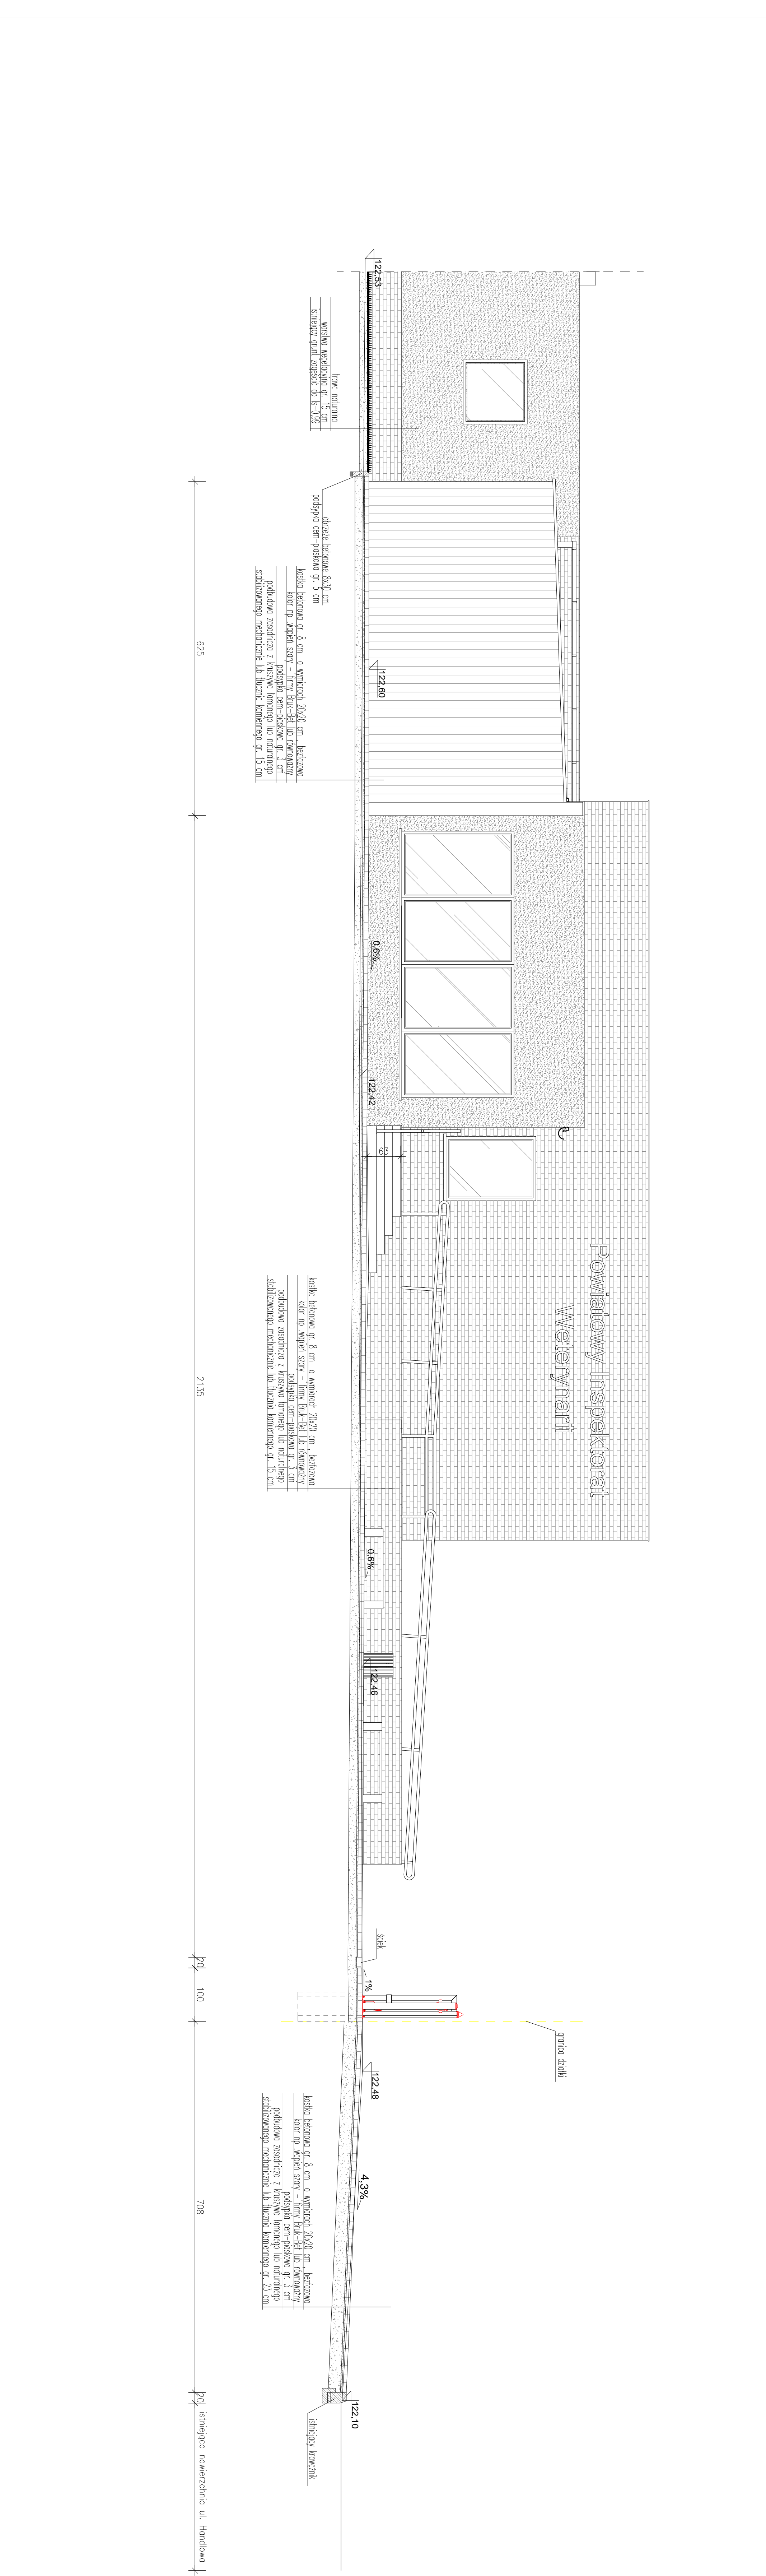 122,53
trawa naturalna
warstwa wegetacyjna gr. 15 cm
istniejący grunt zagęścić do Is-0,99
obrzeże betonowe 8x30 cm
podsypka cem-piaskowa gr. 5 cm
kostka betonowa gr. 8 cm o wymiarach 20x20 cm , bezfazowa
kolor np. wapień szary - firmy Bruk-Bet lub równoważny
podsypka cem-piaskowa gr. 3 cm
podbudowa zasadnicza z kruszywa łamanego lub naturalnego
stabilizowanego mechanicznie lub tłucznia kamiennego gr. 15 cm
122,60
0,6%
122,42
63
Powiatowy Inspektorat
Weterynarii
kostka betonowa gr. 8 cm o wymiarach 20x20 cm , bezfazowa
kolor np. wapień szary - firmy Bruk-Bet lub równoważny
podsypka cem-piaskowa gr. 3 cm
podbudowa zasadnicza z kruszywa łamanego lub naturalnego
stabilizowanego mechanicznie lub tłucznia kamiennego gr. 15 cm
0,6%
122,46
ściek
1%
granica działki
122,48
4,3%
kostka betonowa gr. 8 cm o wymiarach 20x20 cm , bezfazowa
kolor np. wapień szary - firmy Bruk-Bet lub równoważny
podsypka cem-piaskowa gr. 3 cm
podbudowa zasadnicza z kruszywa łamanego lub naturalnego
stabilizowanego mechanicznie lub tłucznia kamiennego gr. 23 cm
122,10
istniejący krawężnik
625
2135
20
100
708
20
istniejąca nawierzchnia ul. Handlowa